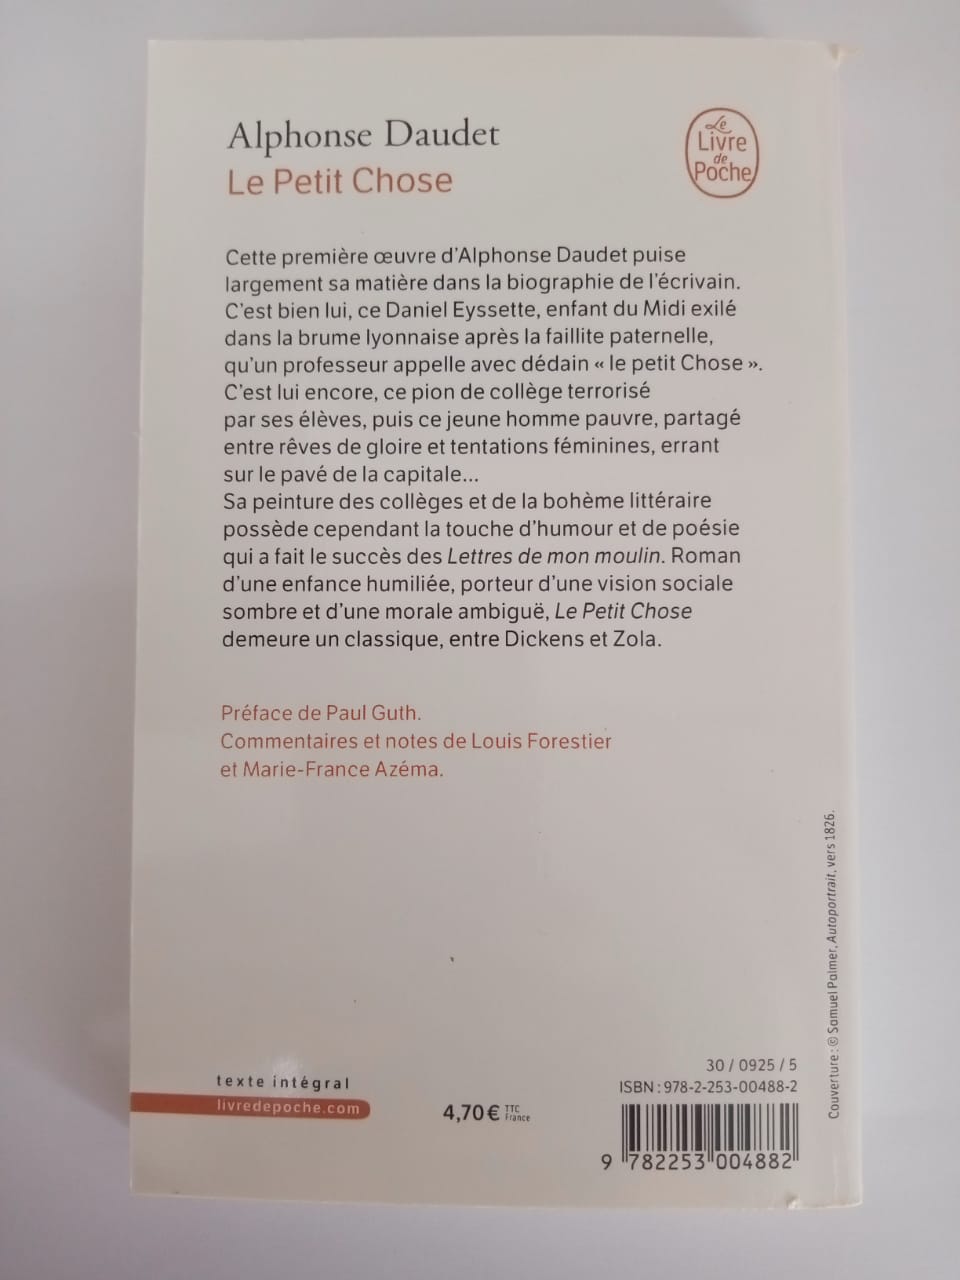 Alphonse Daudet
Le Petit Chose
Le
Livre
de
Poche
Cette première œuvre d'Alphonse Daudet puise
largement sa matière dans la biographie de l'écrivain.
C'est bien lui, ce Daniel Eyssette, enfant du Midi exilé
dans la brume lyonnaise après la faillite paternelle,
qu'un professeur appelle avec dédain « le petit Chose ».
C'est lui encore, ce pion de collège terrorisé
par ses élèves, puis ce jeune homme pauvre, partagé
entre rêves de gloire et tentations féminines, errant
sur le pavé de la capitale...
Sa peinture des collèges et de la bohème littéraire
possède cependant la touche d'humour et de poésie
qui a fait le succès des Lettres de mon moulin. Roman
d'une enfance humiliée, porteur d'une vision sociale
sombre et d'une morale ambiguë, Le Petit Chose
demeure un classique, entre Dickens et Zola.
Préface de Paul Guth.
Commentaires et notes de Louis Forestier
et Marie-France Azéma.
Couverture : © Samuel Palmer, Autoportrait, vers 1826.
texte intégral
livredepoche.com
4,70 € TTC France
30 / 0925 / 5
ISBN : 978-2-253-00488-2
9 782253 004882